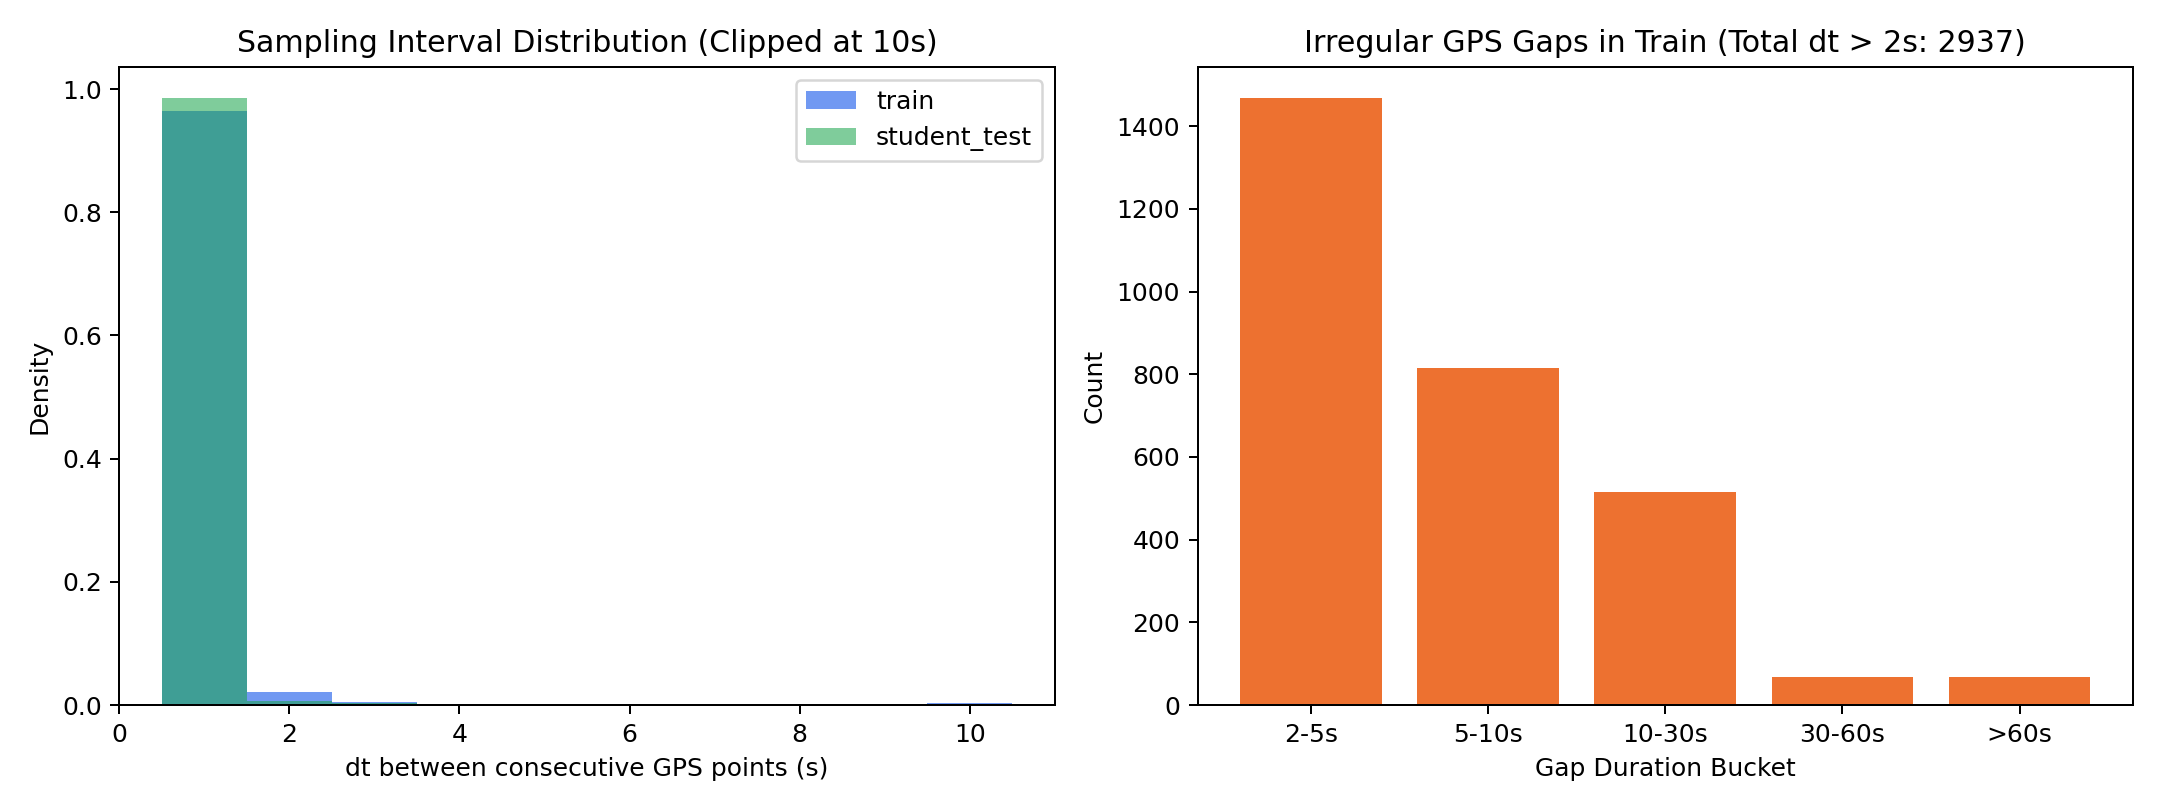 Sampling Interval Distribution (Clipped at 10s)
train
student_test
1.0
0.8
0.6
0.4
0.2
0.0
Density
0 2 4 6 8 10
dt between consecutive GPS points (s)
Irregular GPS Gaps in Train (Total dt > 2s: 2937)
1400
1200
1000
800
600
400
200
0
Count
2-5s 5-10s 10-30s 30-60s >60s
Gap Duration Bucket